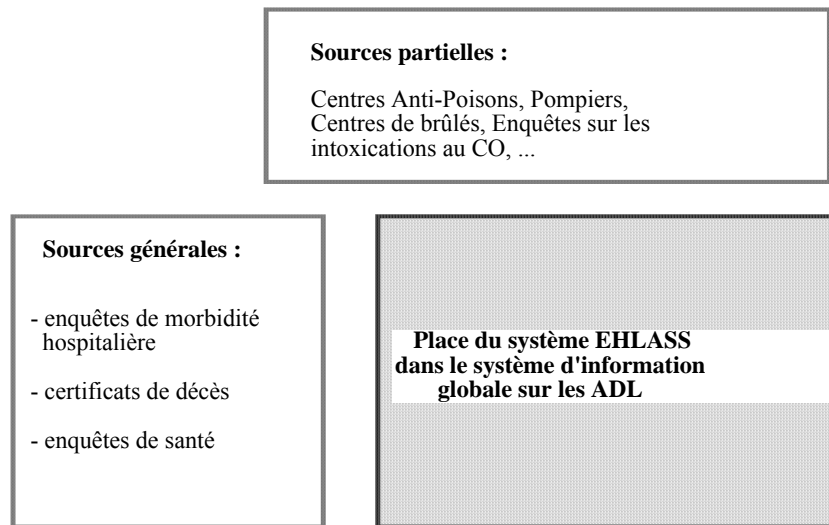 Sources partielles :
Centres Anti-Poisons, Pompiers,
Centres de brûlés, Enquêtes sur les
intoxications au CO, ...
Sources générales :
- enquêtes de morbidité
hospitalière
- certificats de décès
- enquêtes de santé
Place du système EHLASS
dans le système d'information
globale sur les ADL